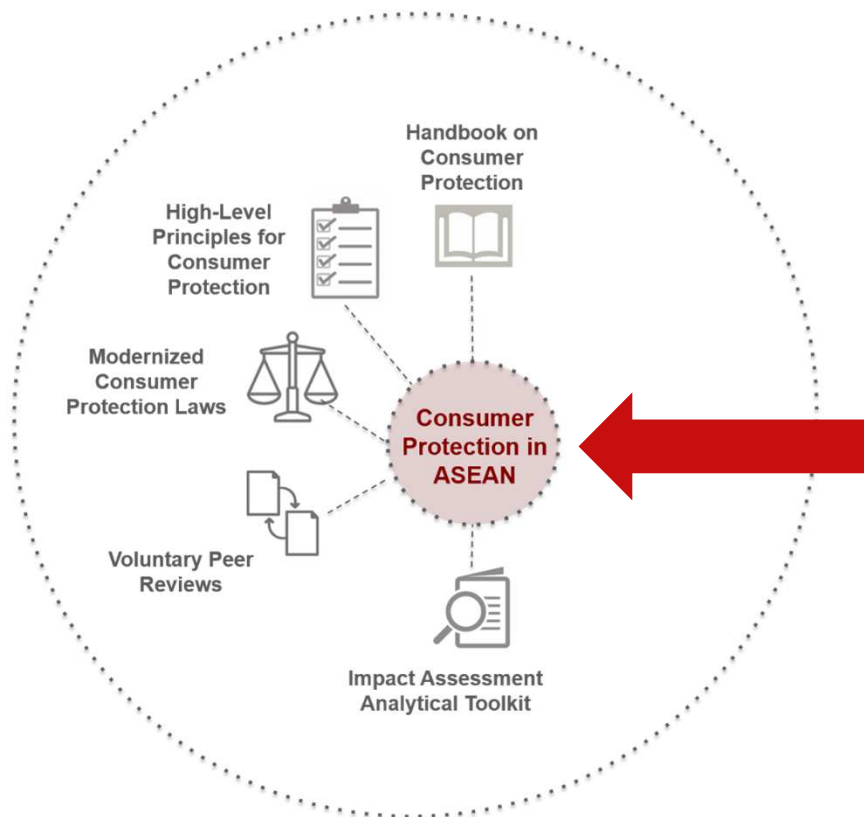 Handbook on
Consumer
Protection
High-Level
Principles for
Consumer
Protection
Modernized
Consumer
Protection Laws
Consumer
Protection in
ASEAN
Voluntary Peer
Reviews
Impact Assessment
Analytical Toolkit